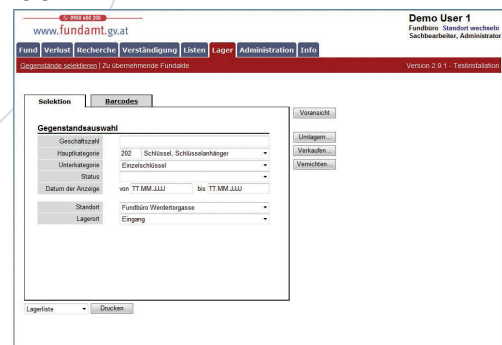 0900 600 200
www.fundamt.gv.at
Demo User 1
Fundbüro Standort wechseln
Sachbearbeiter, Administrator
Fund Verlust Recherche Verständigung Listen Lager Administration Info
Gegenstände selektieren | Zu übernehmende Fundakte
Version 2.9.1 - Testinstallation
Selektion Barcodes
Voransicht
Gegenstandsauswahl
Geschäftszahl
Umlagern...
Hauptkategorie 202 Schlüssel, Schlüsselanhänger
Verkaufen...
Unterkategorie Einzelschlüssel
Vernichten...
Status
Datum der Anzeige von TT.MM.JJJJ bis TT.MM.JJJJ
Standort Fundbüro Werdertorgasse
Lagerort Eingang
Lagerliste Drucken